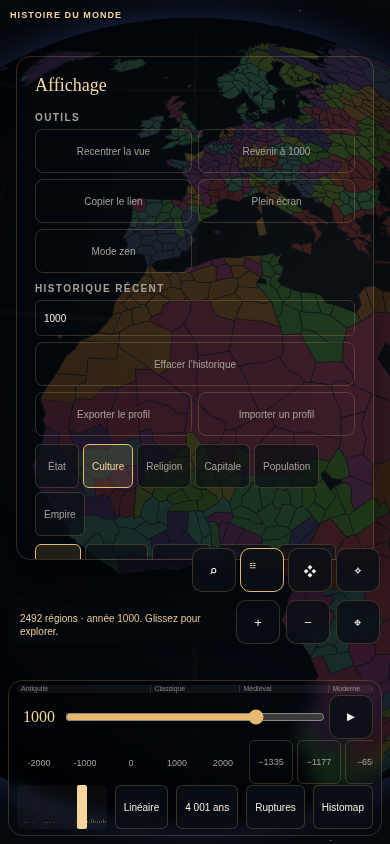 HISTOIRE DU MONDE
Affichage
OUTILS
Recentrer la vue
Revenir à 1000
Copier le lien
Plein écran
Mode zen
HISTORIQUE RÉCENT
1000
Effacer l'historique
Exporter le profil
Importer un profil
État
Culture
Religion
Capitale
Population
Empire
2492 régions · année 1000. Glissez pour
explorer.
Antiquité
Classique
Médiéval
Moderne
1000
-2000
-1000
0
1000
2000
−1335
−1177
Linéaire
4 001 ans
Ruptures
Histomap